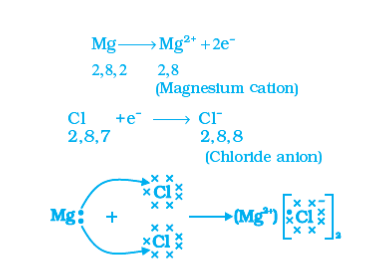 Mg ⟶ Mg²⁺ + 2e⁻
2,8,2 2,8
(Magnesium cation)
Cl +e⁻ ⟶ Cl⁻
2,8,7 2,8,8
(Chloride anion)
Cl
Mg: + ⟶ (Mg²⁺) [Cl⁻]₂
Cl